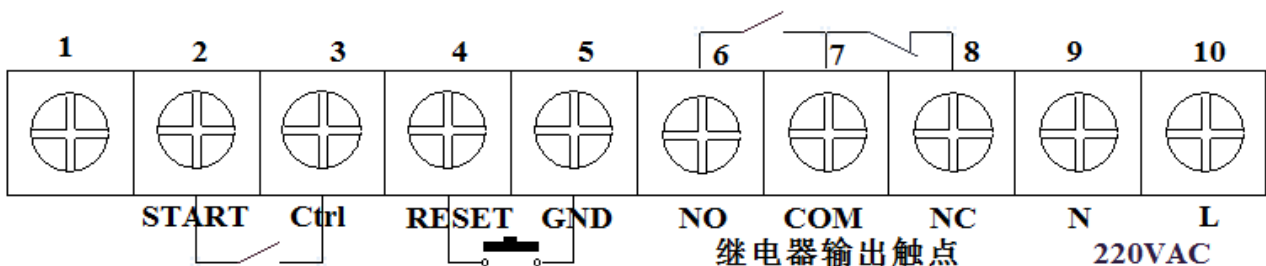 1 2 3 4 5 6 7 8 9 10
START Ctrl RESET GND NO COM NC N L
继电器输出触点 220VAC